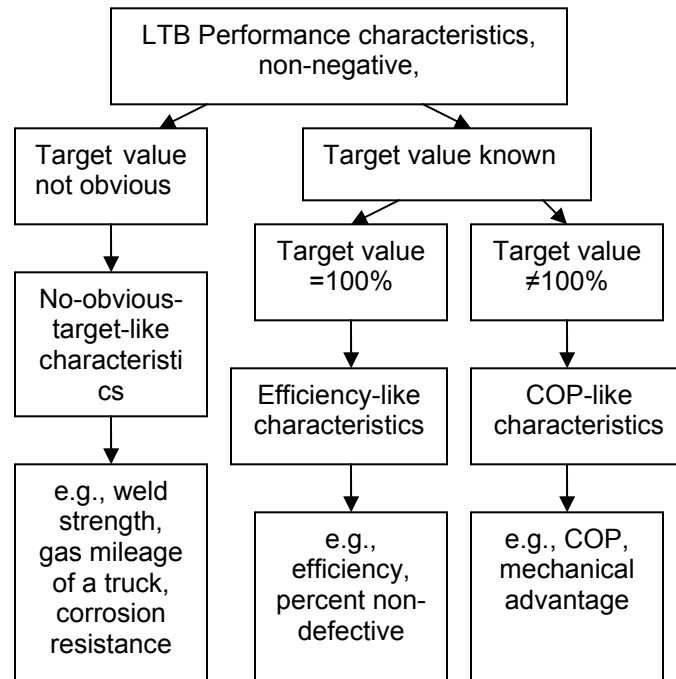 LTB Performance characteristics,
non-negative,
Target value
not obvious
Target value known
Target value
=100%
Target value
≠100%
No-obvious-
target-like
characteristi
cs
Efficiency-like
characteristics
COP-like
characteristics
e.g., weld
strength,
gas mileage
of a truck,
corrosion
resistance
e.g.,
efficiency,
percent non-
defective
e.g., COP,
mechanical
advantage